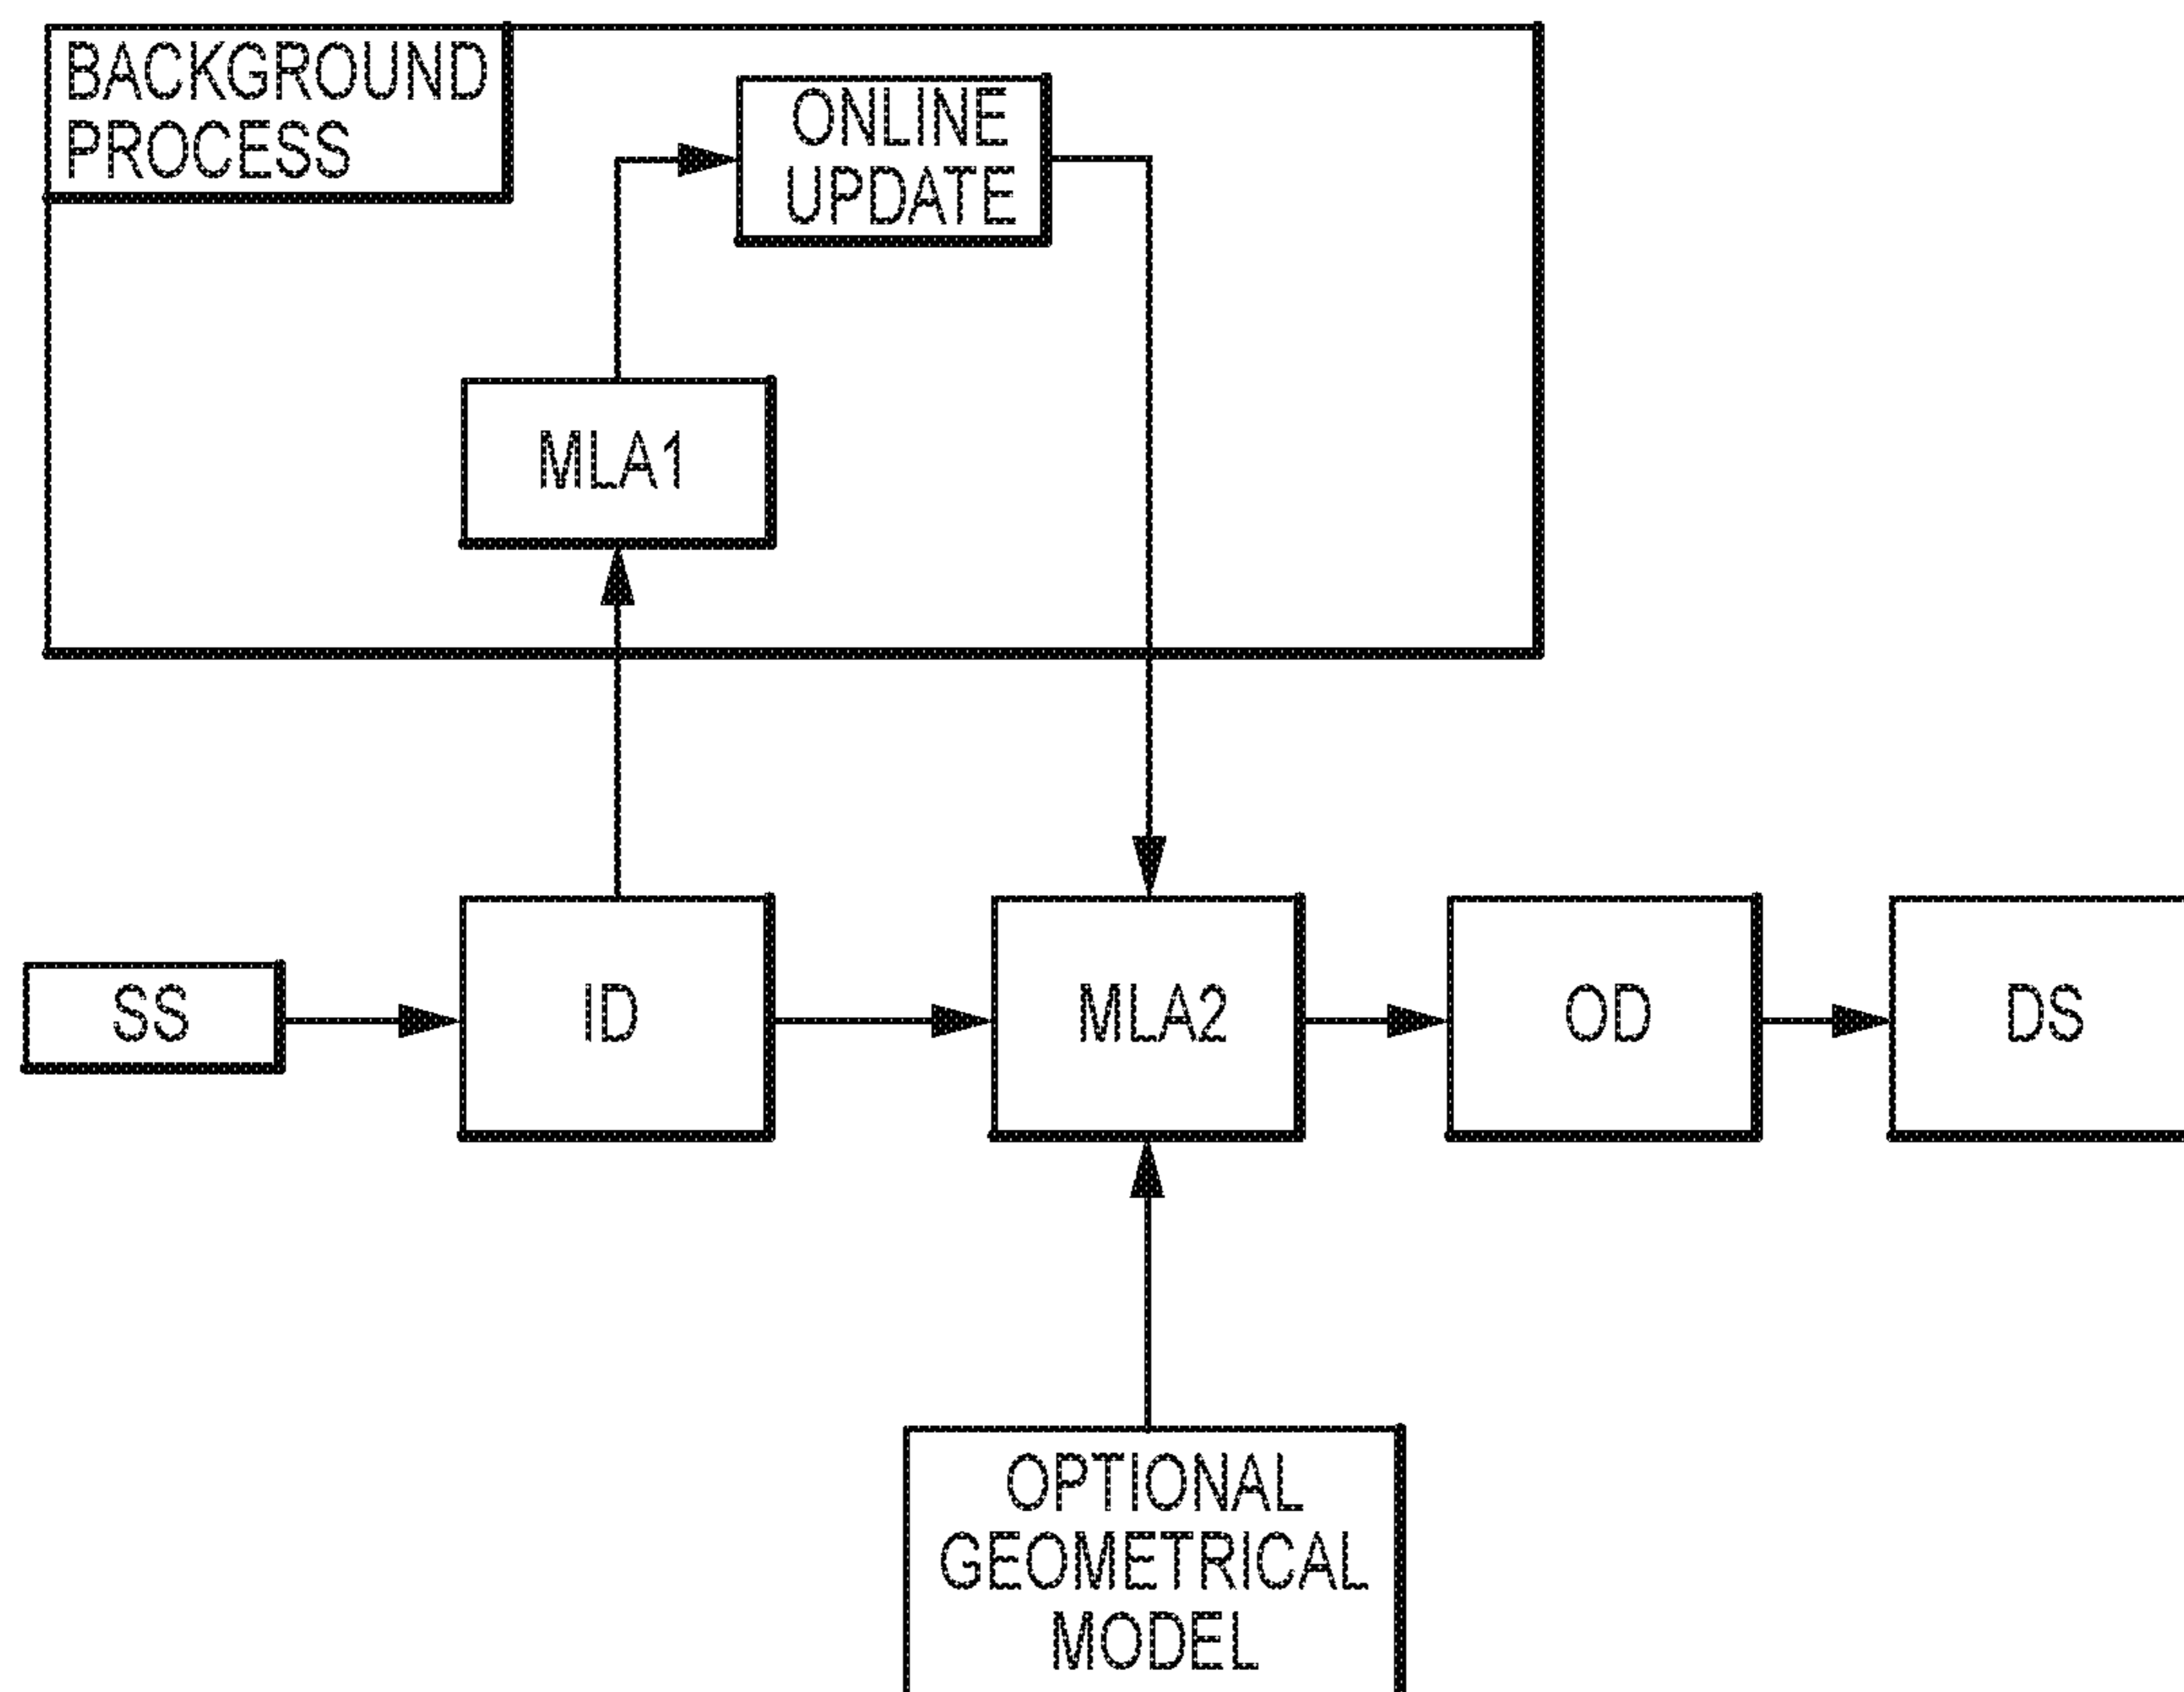 BACKGROUND
PROCESS
ONLINE
UPDATE
MLA1
SS
ID
MLA2
OD
DS
OPTIONAL
GEOMETRICAL
MODEL